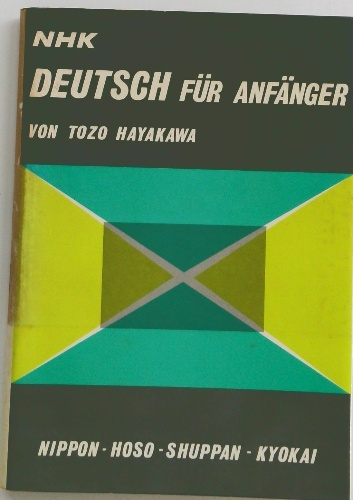 NHK
DEUTSCH FÜR ANFÄNGER
VON TOZO HAYAKAWA
NIPPON-HOSO-SHUPPAN-KYOKAI